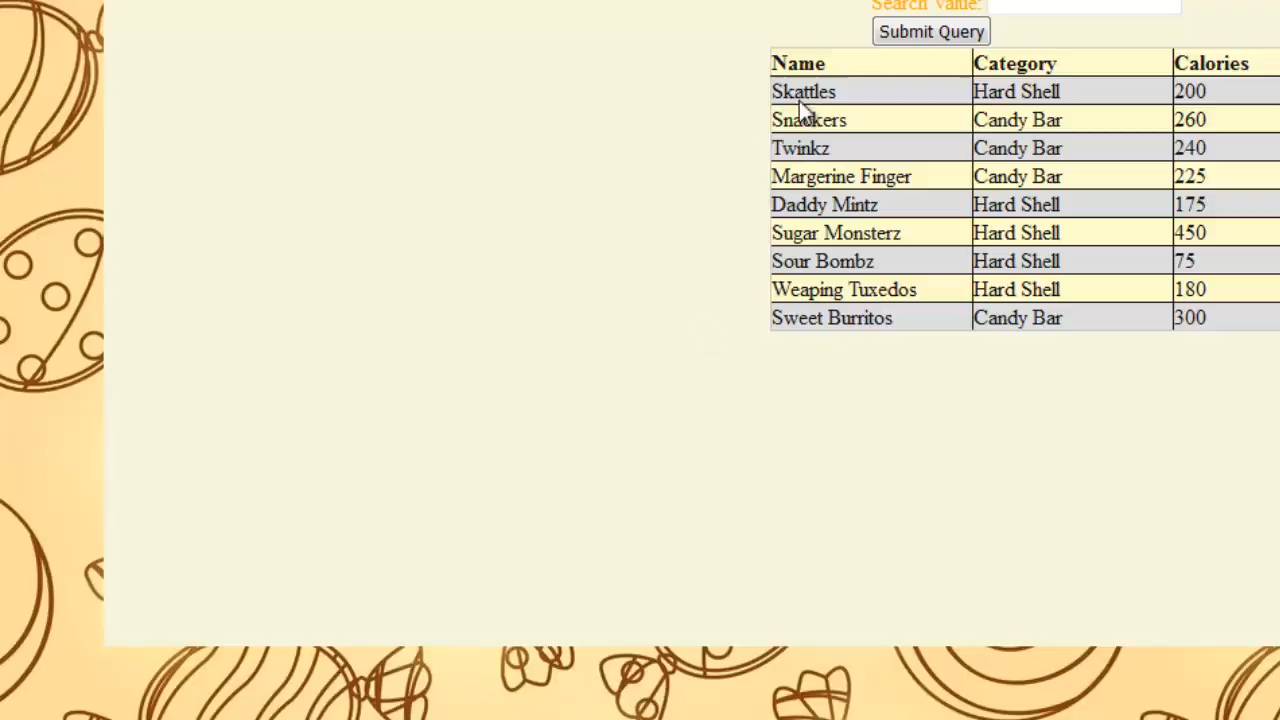 Search Value:
Submit Query
Name Category Calories
Skattles Hard Shell 200
Snackers Candy Bar 260
Twinkz Candy Bar 240
Margerine Finger Candy Bar 225
Daddy Mintz Hard Shell 175
Sugar Monsterz Hard Shell 450
Sour Bombz Hard Shell 75
Weaping Tuxedos Hard Shell 180
Sweet Burritos Candy Bar 300